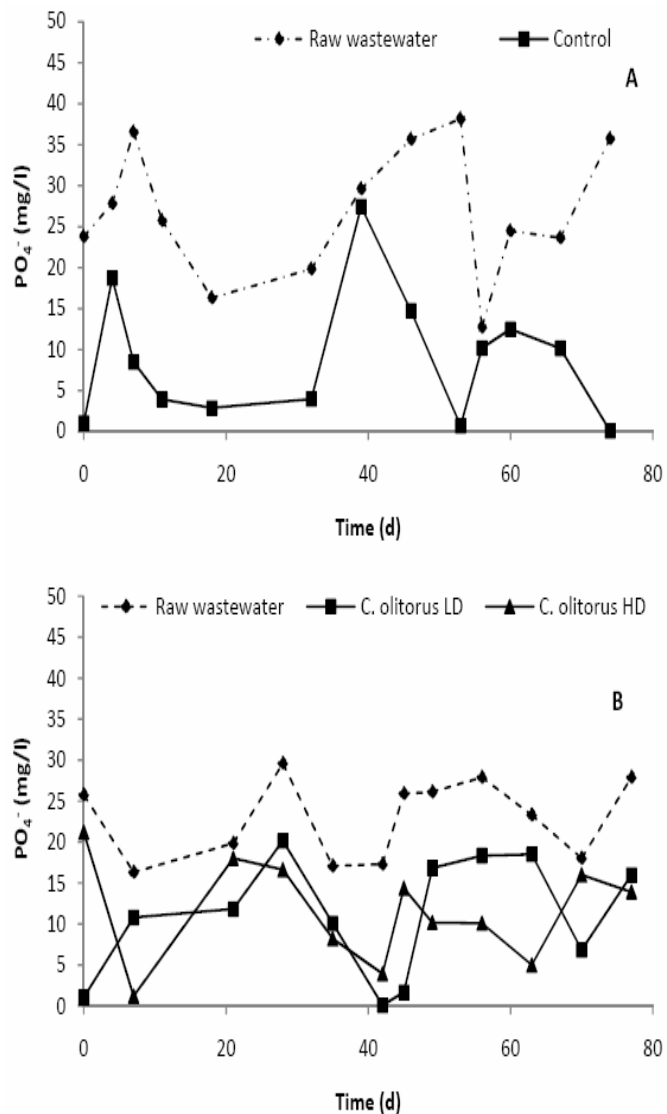 50
45
40
35
30
25
20
15
10
5
0
PO₄⁻ (mg/l)
Raw wastewater
Control
A
0
20
40
60
80
Time (d)
50
45
40
35
30
25
20
15
10
5
0
PO₄⁻ (mg/l)
Raw wastewater
C. olitorus LD
C. olitorus HD
B
0
20
40
60
80
Time (d)